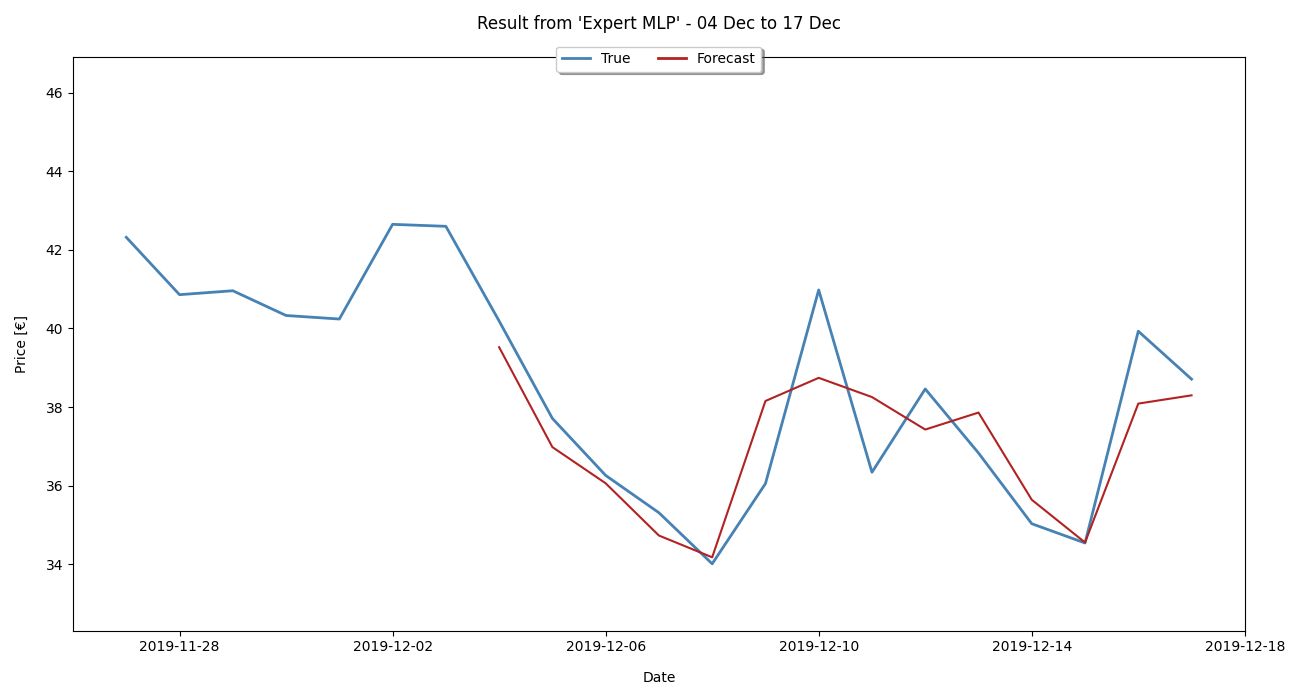 Result from 'Expert MLP' - 04 Dec to 17 Dec
True Forecast
46
44
42
40
38
36
34
Price [€]
2019-11-28 2019-12-02 2019-12-06 2019-12-10 2019-12-14 2019-12-18
Date